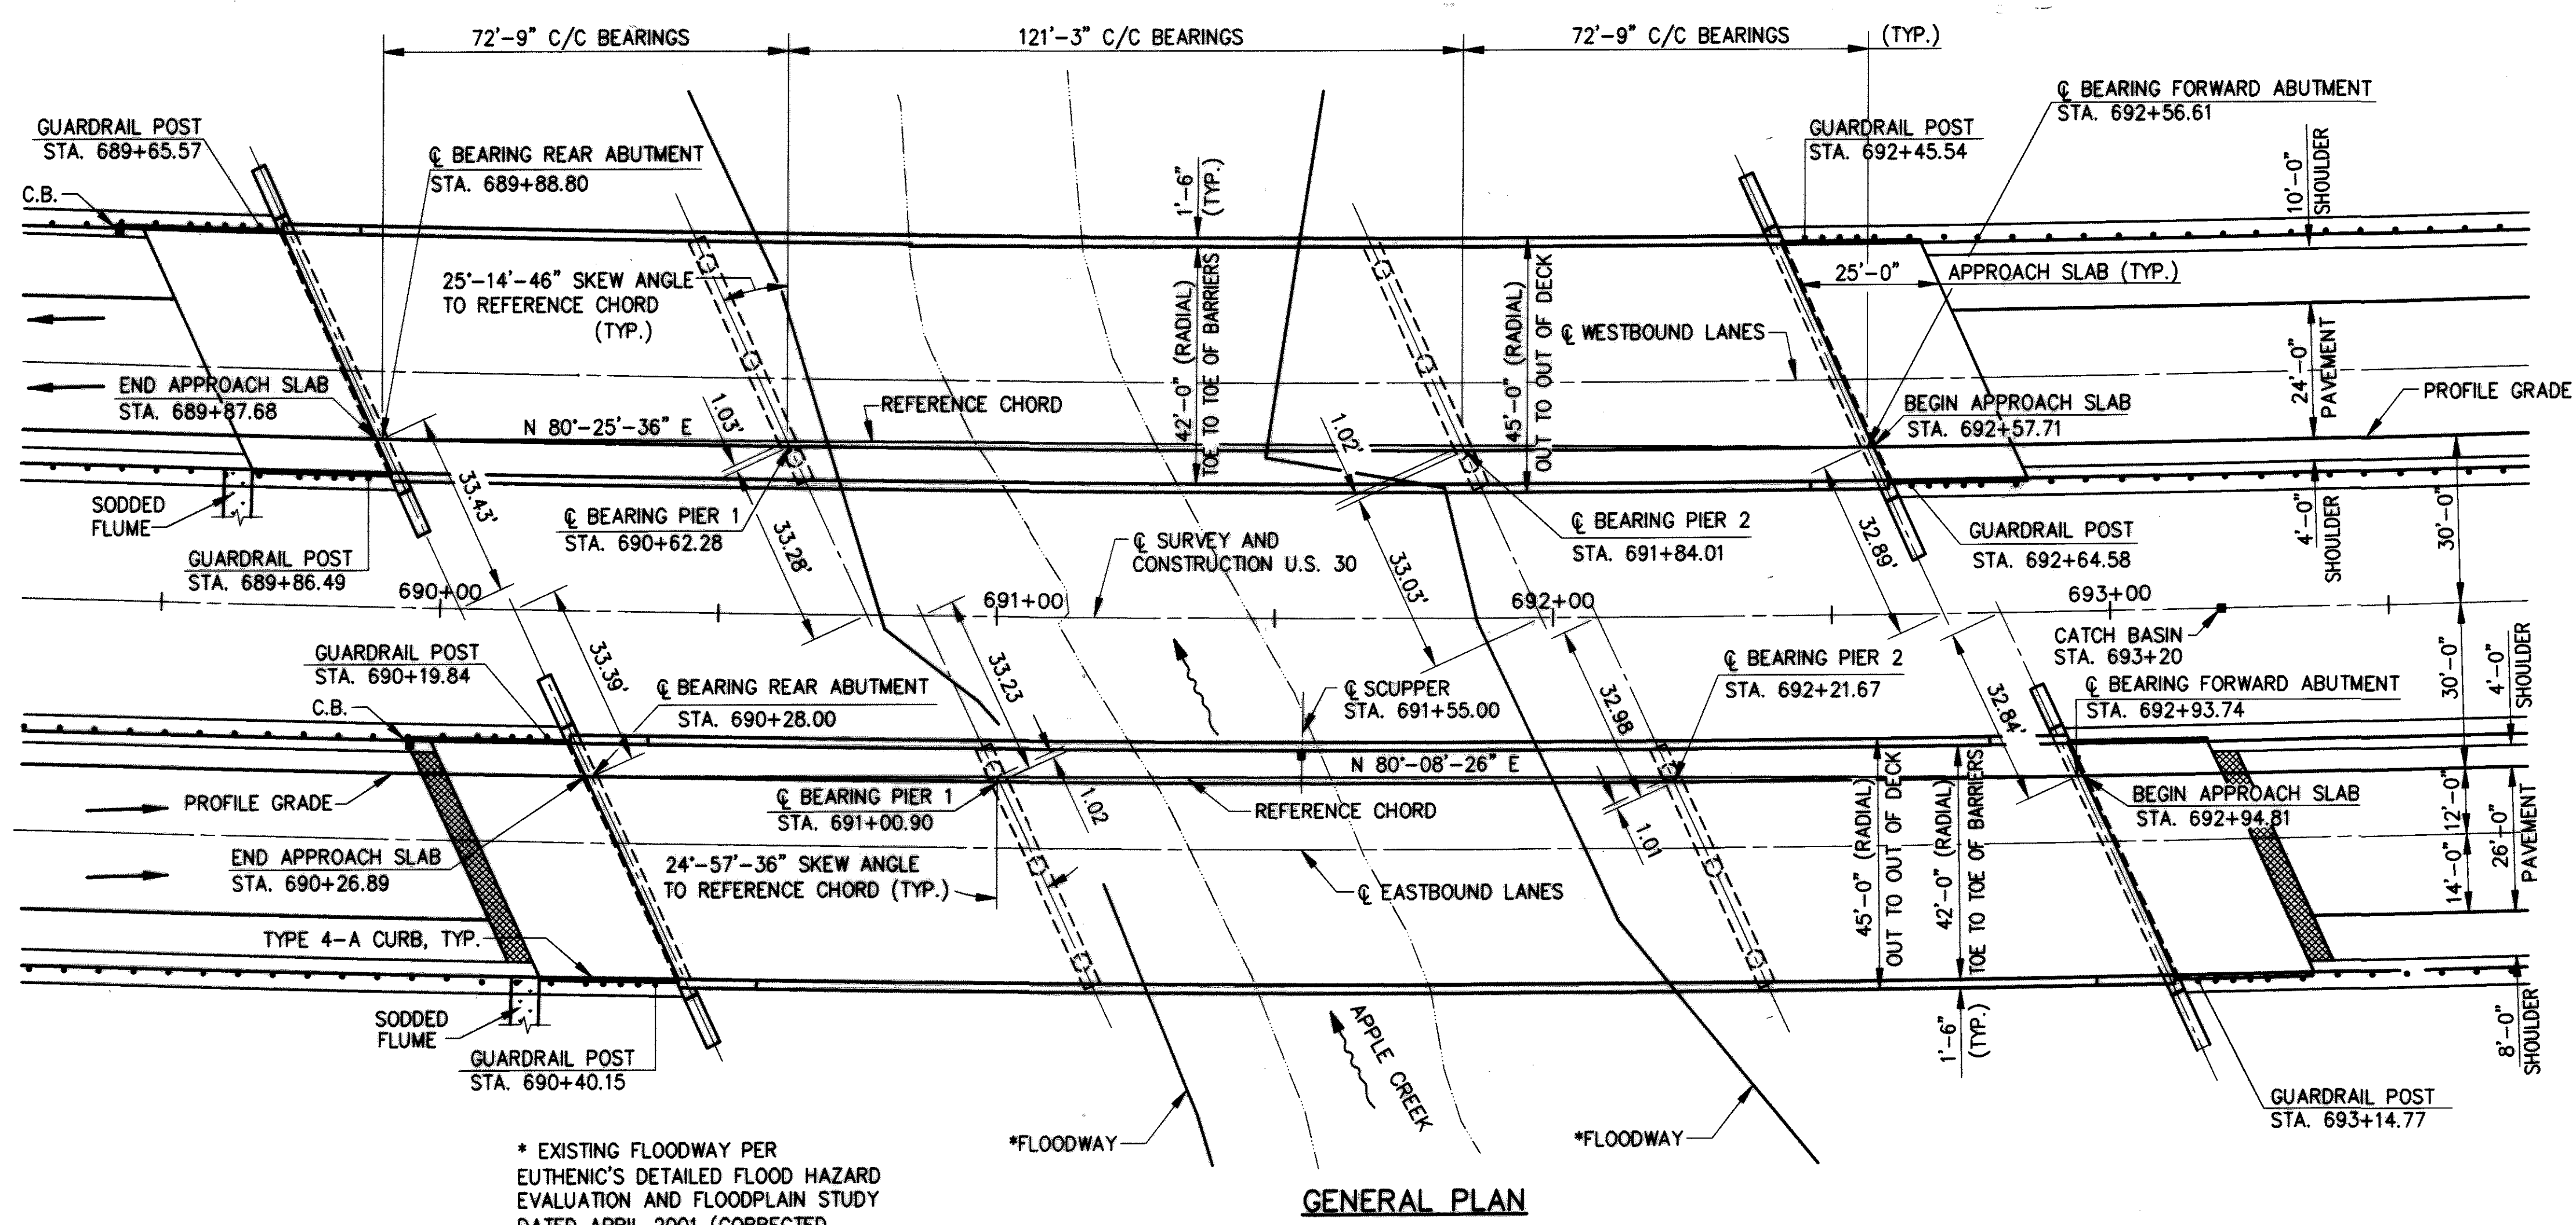 72'-9" C/C BEARINGS
121'-3" C/C BEARINGS
72'-9" C/C BEARINGS
(TYP.)
GUARDRAIL POST
STA. 689+65.57
C.B.
℄ BEARING REAR ABUTMENT
STA. 689+88.80
1'-6"
(TYP.)
GUARDRAIL POST
STA. 692+45.54
℄ BEARING FORWARD ABUTMENT
STA. 692+56.61
10'-0"
SHOULDER
25°-14'-46" SKEW ANGLE
TO REFERENCE CHORD
(TYP.)
42'-0" (RADIAL)
TOE TO TOE OF BARRIERS
45'-0" (RADIAL)
OUT TO OUT OF DECK
25'-0"
APPROACH SLAB (TYP.)
℄ WESTBOUND LANES
24'-0"
PAVEMENT
PROFILE GRADE
END APPROACH SLAB
STA. 689+87.68
N 80°-25'-36" E
1.03'
REFERENCE CHORD
1.02'
BEGIN APPROACH SLAB
STA. 692+57.71
SODDED
FLUME
33.43'
℄ BEARING PIER 1
STA. 690+62.28
33.28'
℄ SURVEY AND
CONSTRUCTION U.S. 30
33.03'
℄ BEARING PIER 2
STA. 691+84.01
32.89'
GUARDRAIL POST
STA. 692+64.58
4'-0"
SHOULDER
30'-0"
GUARDRAIL POST
STA. 689+86.49
690+00
691+00
692+00
693+00
CATCH BASIN
STA. 693+20
GUARDRAIL POST
STA. 690+19.84
C.B.
33.39'
℄ BEARING REAR ABUTMENT
STA. 690+28.00
33.23
℄ SCUPPER
STA. 691+55.00
32.98
℄ BEARING PIER 2
STA. 692+21.67
32.84'
℄ BEARING FORWARD ABUTMENT
STA. 692+93.74
30'-0"
4'-0"
SHOULDER
PROFILE GRADE
℄ BEARING PIER 1
STA. 691+00.90
1.02
N 80°-08'-26" E
REFERENCE CHORD
1.01
45'-0" (RADIAL)
OUT TO OUT OF DECK
42'-0" (RADIAL)
TOE TO TOE OF BARRIERS
BEGIN APPROACH SLAB
STA. 692+94.81
12'-0"
14'-0"
26'-0"
PAVEMENT
END APPROACH SLAB
STA. 690+26.89
24°-57'-36" SKEW ANGLE
TO REFERENCE CHORD (TYP.)
℄ EASTBOUND LANES
TYPE 4-A CURB, TYP.
SODDED
FLUME
GUARDRAIL POST
STA. 690+40.15
APPLE CREEK
1'-6"
(TYP.)
8'-0"
SHOULDER
GUARDRAIL POST
STA. 693+14.77
*FLOODWAY
*FLOODWAY
* EXISTING FLOODWAY PER
EUTHENIC'S DETAILED FLOOD HAZARD
EVALUATION AND FLOODPLAIN STUDY
DATED APRIL 2001 (CORRECTED
GENERAL PLAN